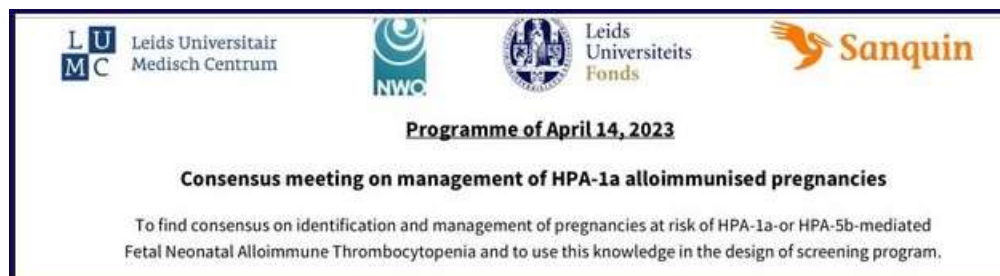 LU
MC
Leids Universitair
Medisch Centrum
NWO
Leids
Universiteits
Fonds
Sanquin
Programme of April 14, 2023
Consensus meeting on management of HPA-1a alloimmunised pregnancies
To find consensus on identification and management of pregnancies at risk of HPA-1a-or HPA-5b-mediated
Fetal Neonatal Alloimmune Thrombocytopenia and to use this knowledge in the design of screening program.